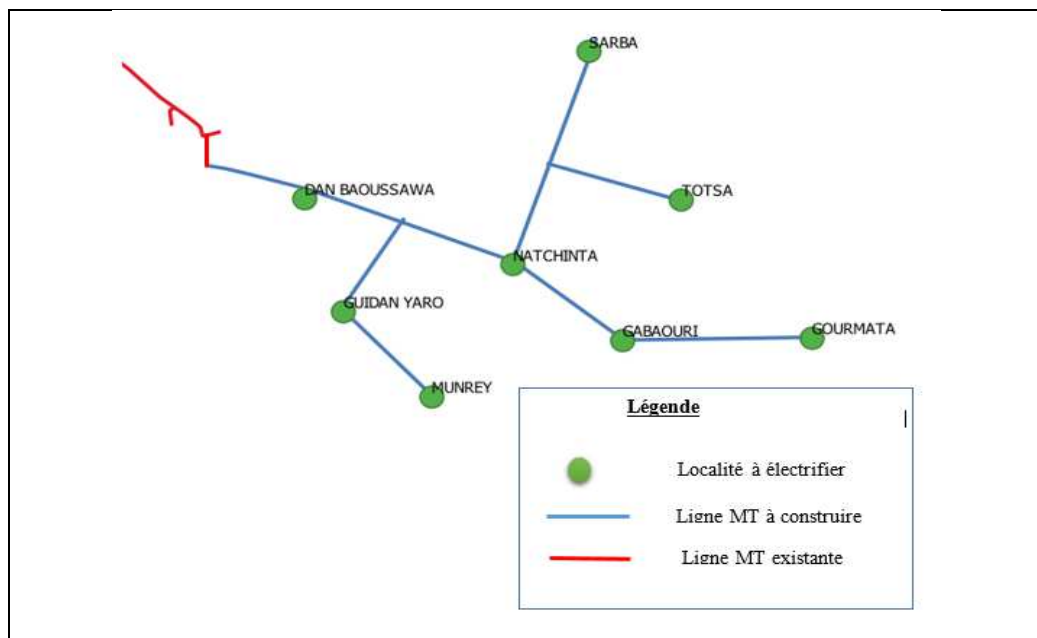 SARBA
DAN BAOUSSAWA
TOTSA
NATCHINTA
GUIDAN YARO
GABAOURI
GOURMATA
MUNREY
Légende
Localité à électrifier
Ligne MT à construire
Ligne MT existante